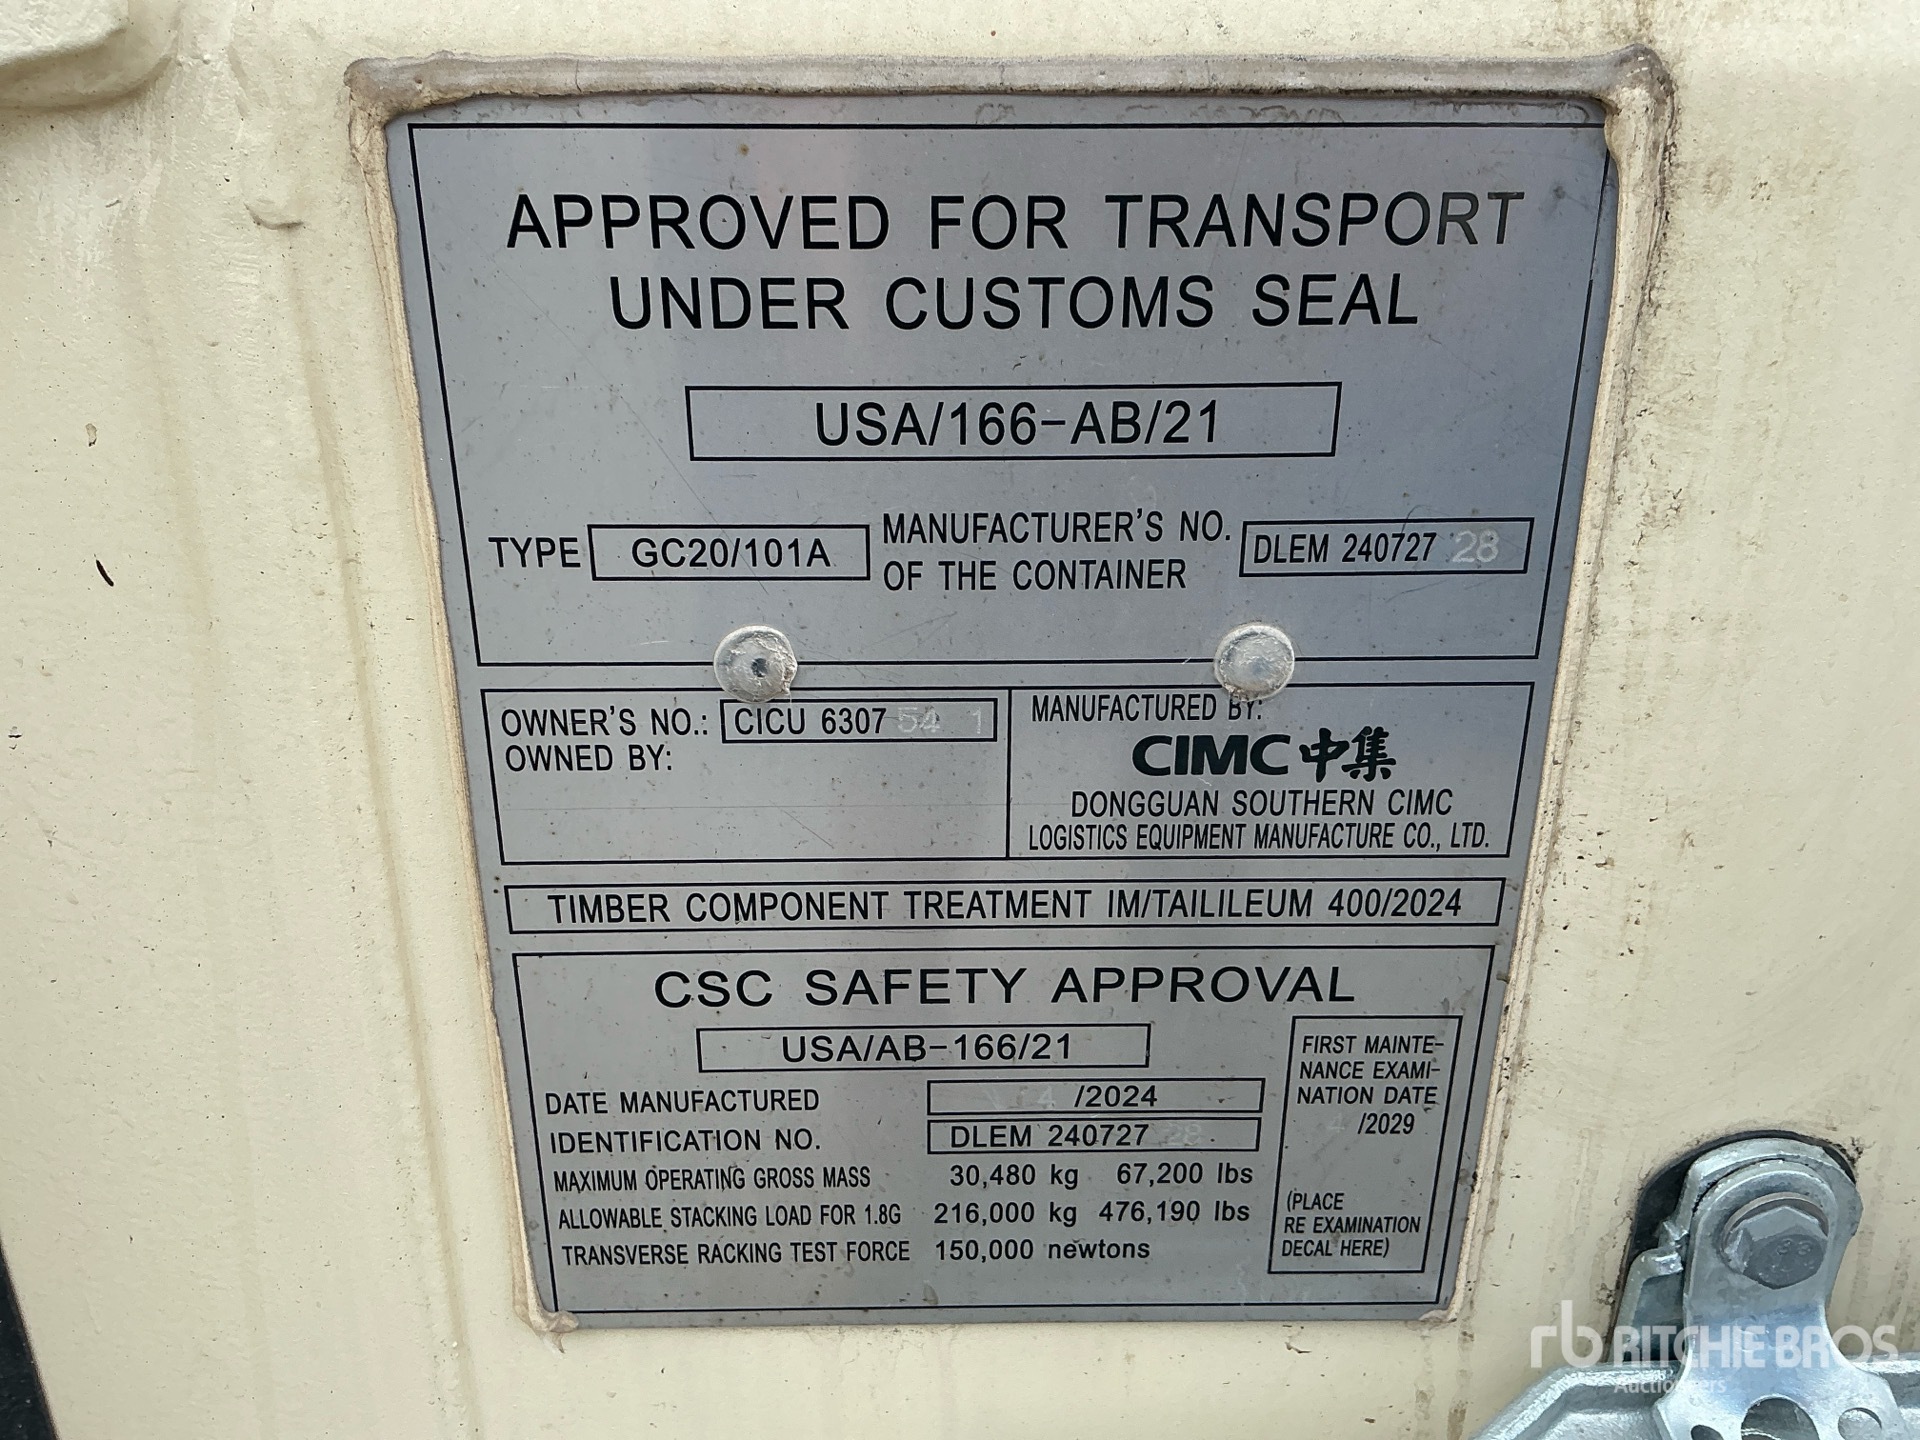 APPROVED FOR TRANSPORT
UNDER CUSTOMS SEAL
USA/166-AB/21
TYPE GC20/101A MANUFACTURER'S NO. OF THE CONTAINER DLEM 240727 28
OWNER'S NO.: CICU 6307 54 1
OWNED BY:
MANUFACTURED BY:
CIMC 中集
DONGGUAN SOUTHERN CIMC
LOGISTICS EQUIPMENT MANUFACTURE CO., LTD.
TIMBER COMPONENT TREATMENT IM/TAILILEUM 400/2024
CSC SAFETY APPROVAL
USA/AB-166/21
DATE MANUFACTURED 4 /2024
IDENTIFICATION NO. DLEM 240727 28
MAXIMUM OPERATING GROSS MASS 30,480 kg 67,200 lbs
ALLOWABLE STACKING LOAD FOR 1.8G 216,000 kg 476,190 lbs
TRANSVERSE RACKING TEST FORCE 150,000 newtons
FIRST MAINTE-
NANCE EXAMI-
NATION DATE
4 /2029
(PLACE
RE EXAMINATION
DECAL HERE)
rb RITCHIE BROS
Auctioneers